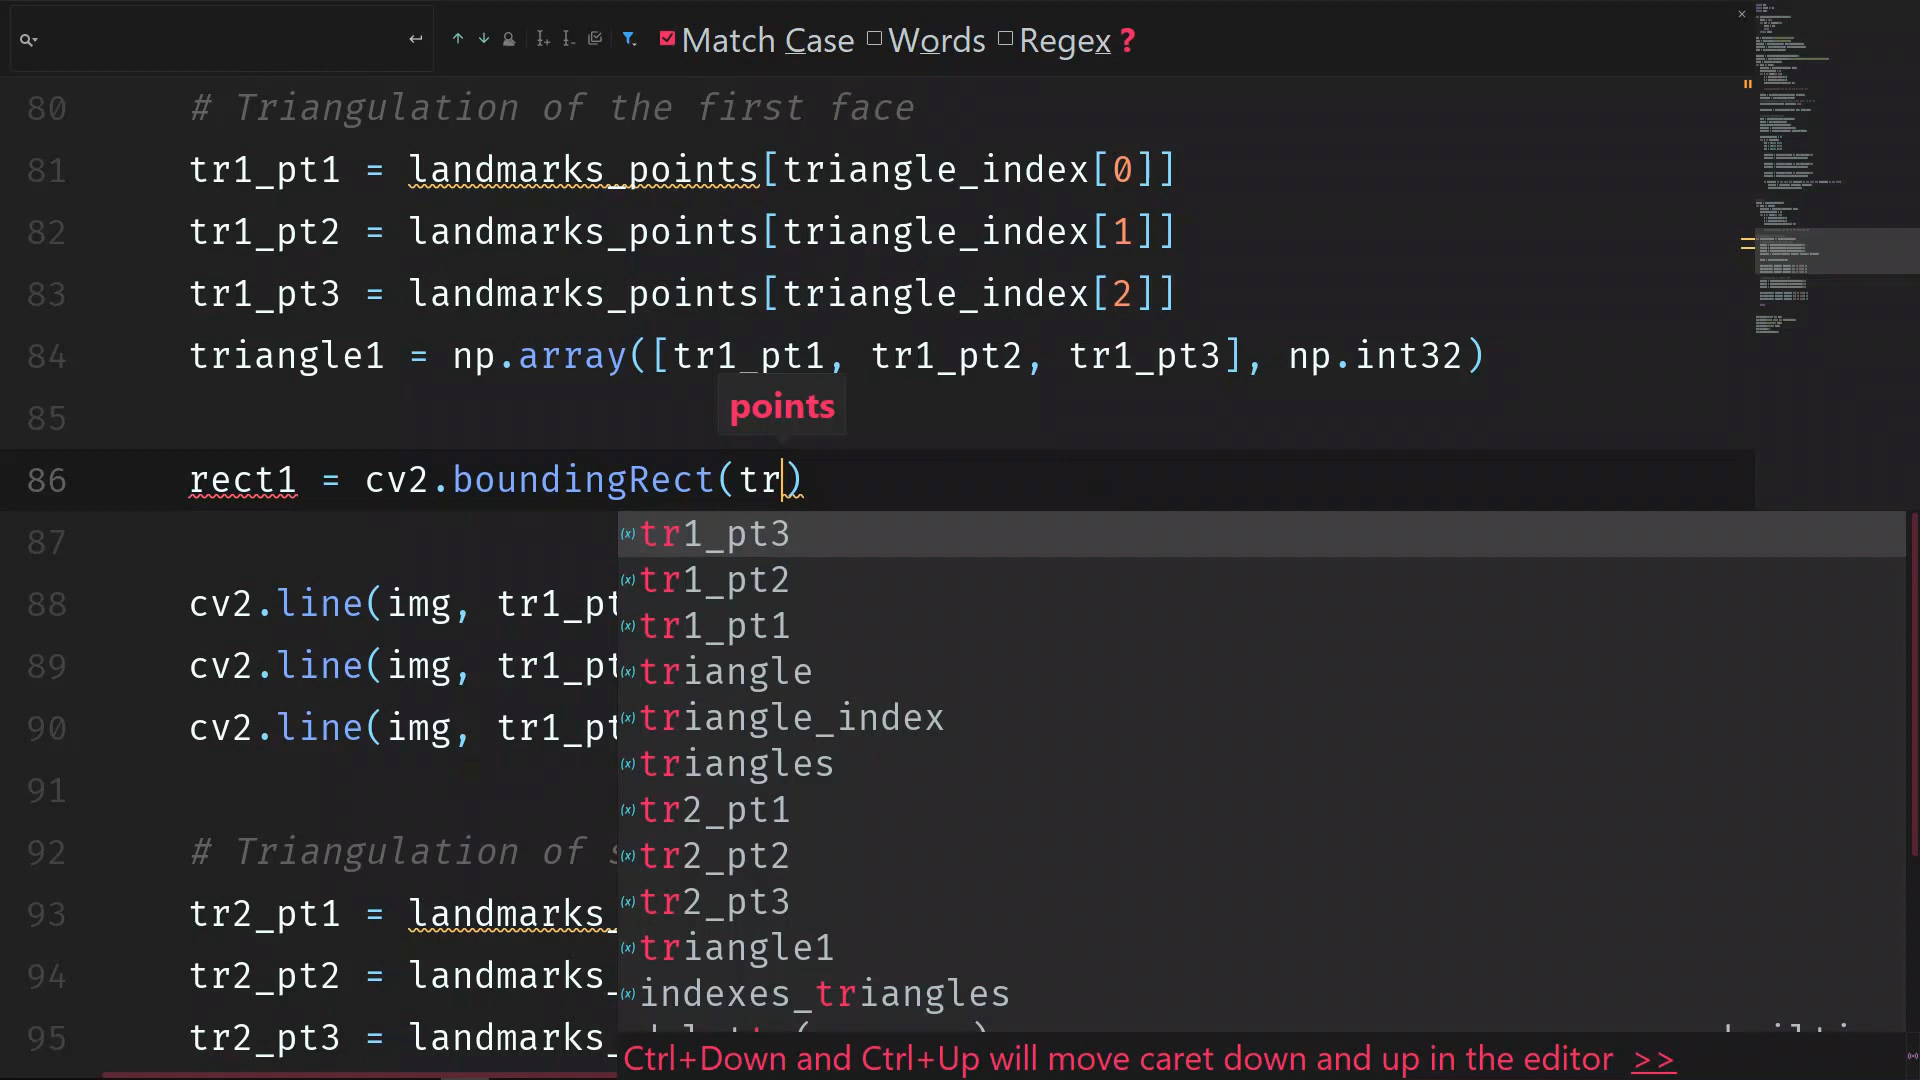 Match Case Words Regex ?
80 # Triangulation of the first face
81 tr1_pt1 = landmarks_points[triangle_index[0]]
82 tr1_pt2 = landmarks_points[triangle_index[1]]
83 tr1_pt3 = landmarks_points[triangle_index[2]]
84 triangle1 = np.array([tr1_pt1, tr1_pt2, tr1_pt3], np.int32)
85
points
86 rect1 = cv2.boundingRect(tr)
87
tr1_pt3
tr1_pt2
88 cv2.line(img, tr1_pt
tr1_pt1
89 cv2.line(img, tr1_pt
triangle
triangle_index
90 cv2.line(img, tr1_pt
triangles
91
tr2_pt1
92 # Triangulation of s
tr2_pt2
tr2_pt3
93 tr2_pt1 = landmarks_
triangle1
94 tr2_pt2 = landmarks_
indexes_triangles
95 tr2_pt3 = landmarks_
Ctrl+Down and Ctrl+Up will move caret down and up in the editor >>